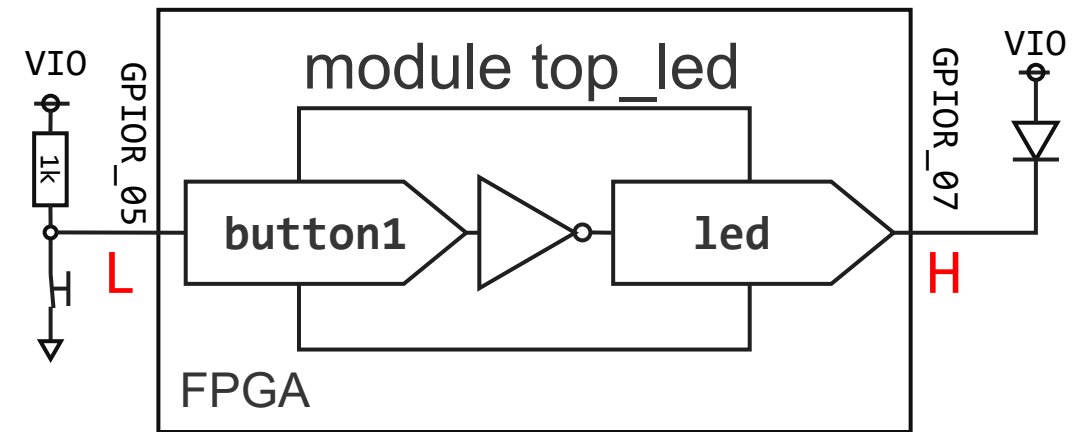 module top_led
VIO
GPIOR_05
1k
button1
led
L
H
GPIOR_07
VIO
FPGA